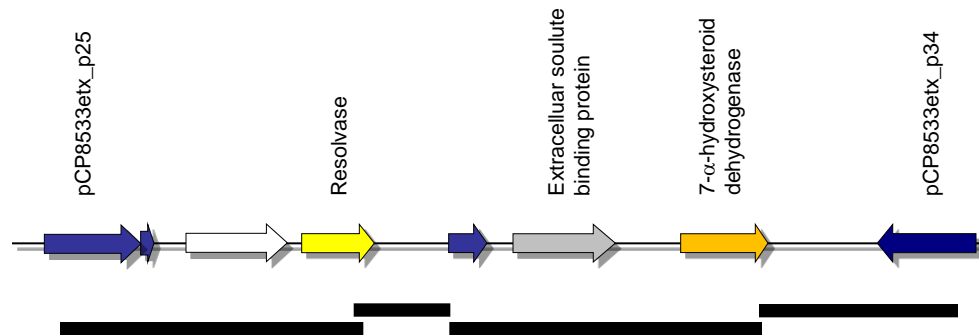 pCP8533etx_p25
Resolvase
Extracelluar soulute
binding protein
7-α-hydroxysteroid
dehydrogenase
pCP8533etx_p34